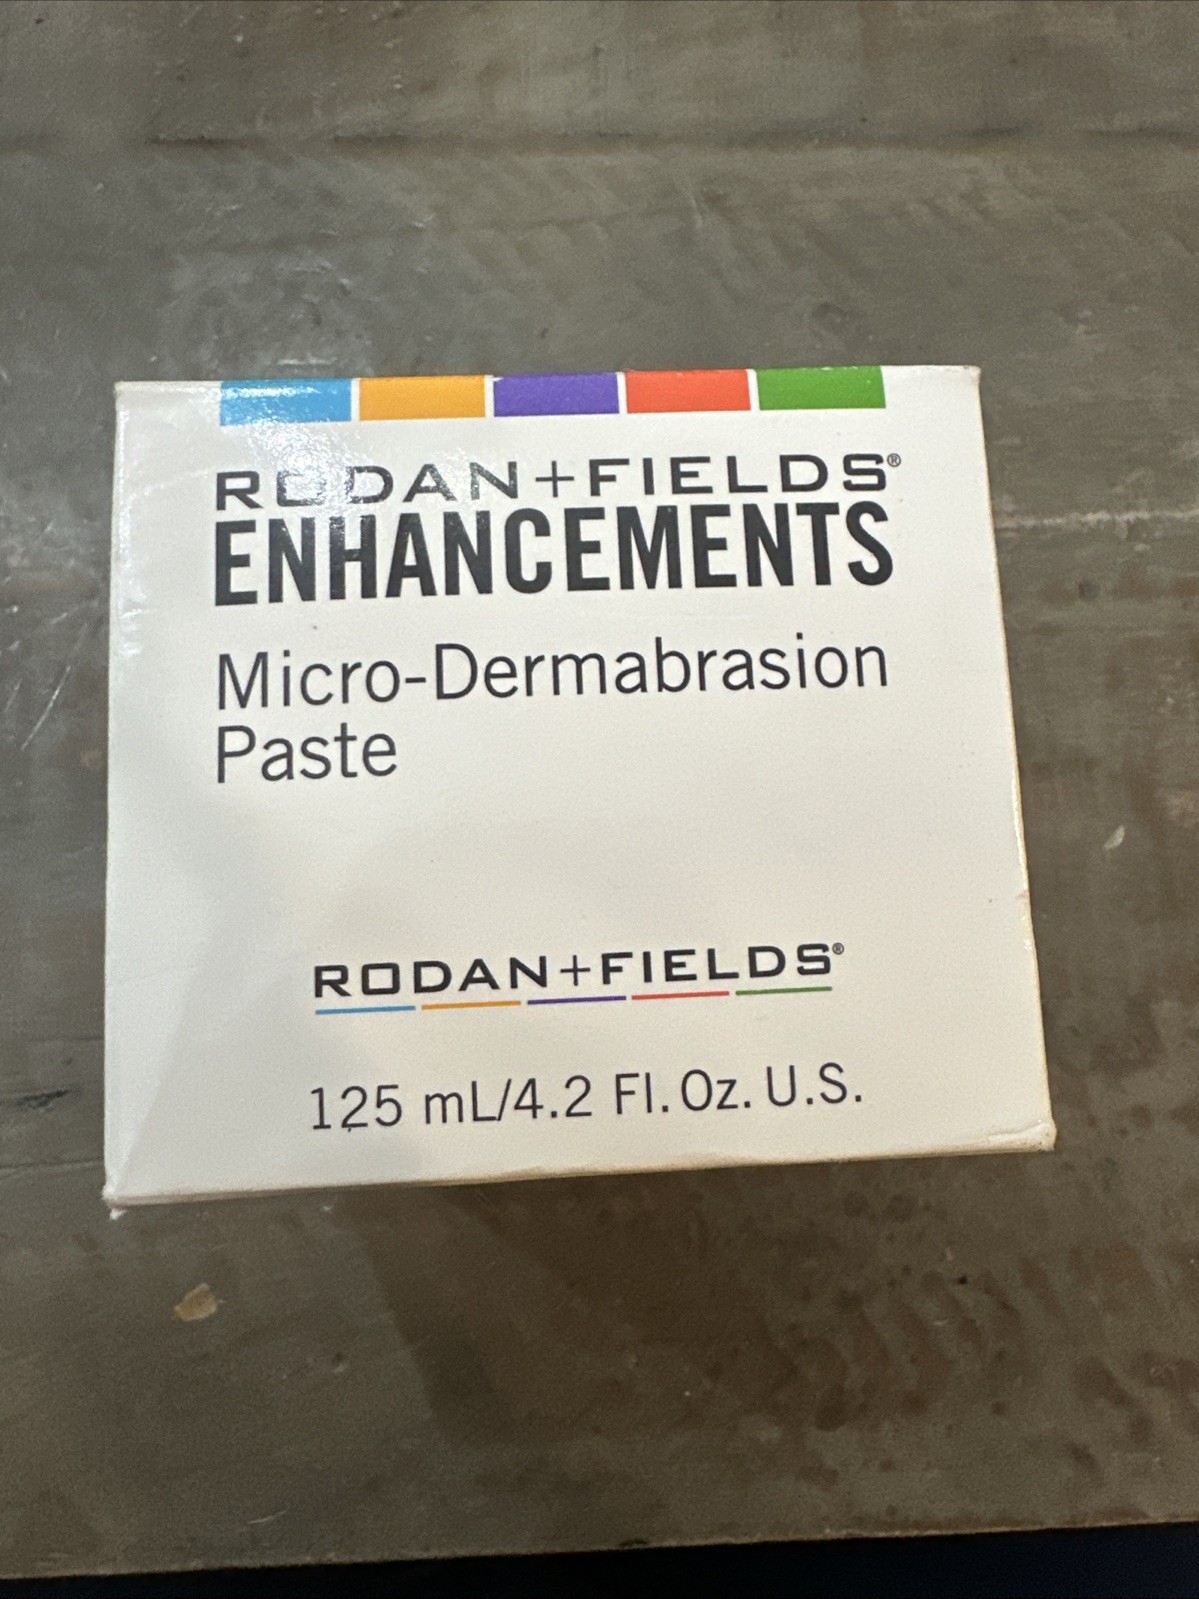 RODAN+FIELDS®
ENHANCEMENTS
Micro-Dermabrasion
Paste
RODAN+FIELDS®
125 mL/4.2 Fl. Oz. U.S.